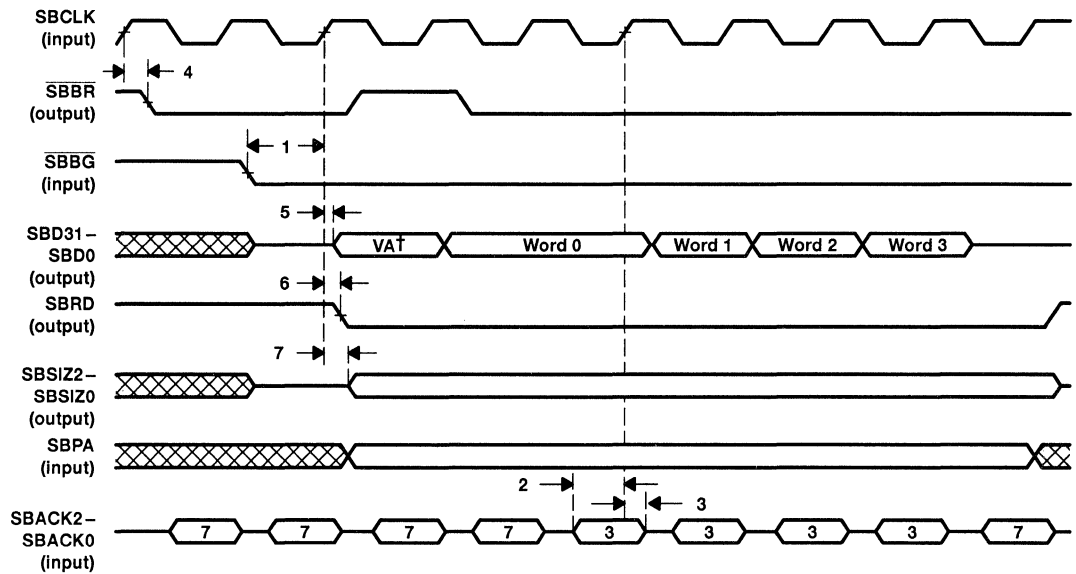 SBCLK
(input)
4
SBBR
(output)
1
SBBG
(input)
5
SBD31–
SBD0
(output)
VA†
Word 0
Word 1
Word 2
Word 3
6
SBRD
(output)
7
SBSIZ2–
SBSIZ0
(output)
SBPA
(input)
2
3
SBACK2–
SBACK0
(input)
7
7
7
7
3
3
3
3
7